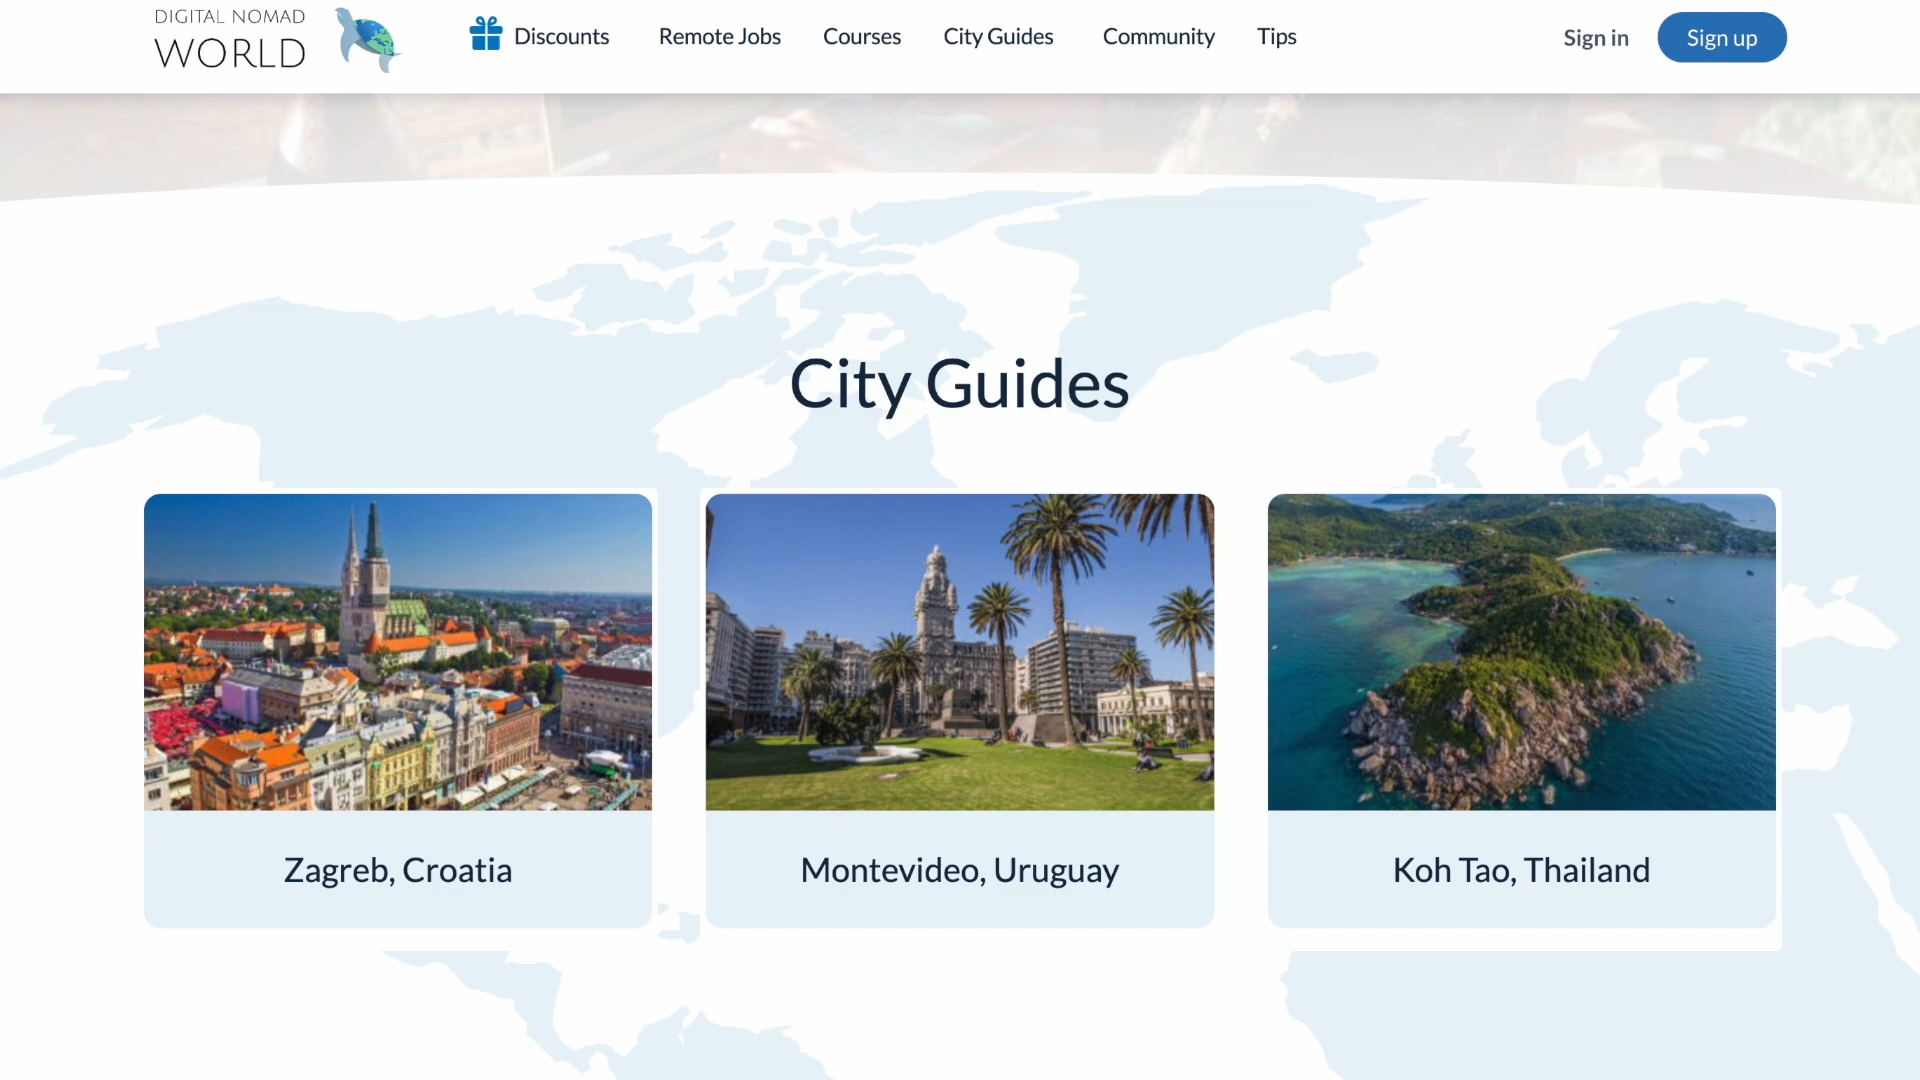 DIGITAL NOMAD
WORLD
Discounts
Remote Jobs
Courses
City Guides
Community
Tips
Sign in
Sign up
City Guides
Zagreb, Croatia
Montevideo, Uruguay
Koh Tao, Thailand